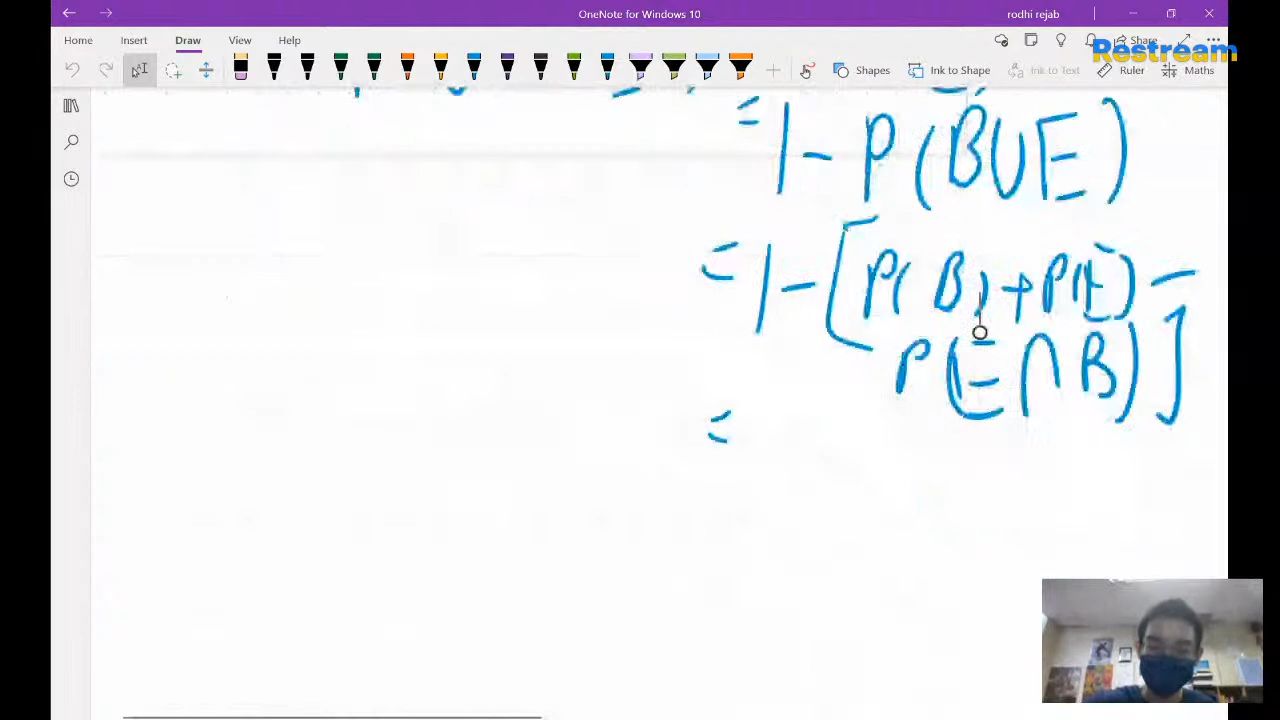 OneNote for Windows 10
rodhi rejab
Home Insert Draw View Help
Share
Restream
Shapes Ink to Shape Ink to Text Ruler Maths
= 1 - P(B∪E)
= 1 - [P(B) + P(E) -
P(E∩B)]
=